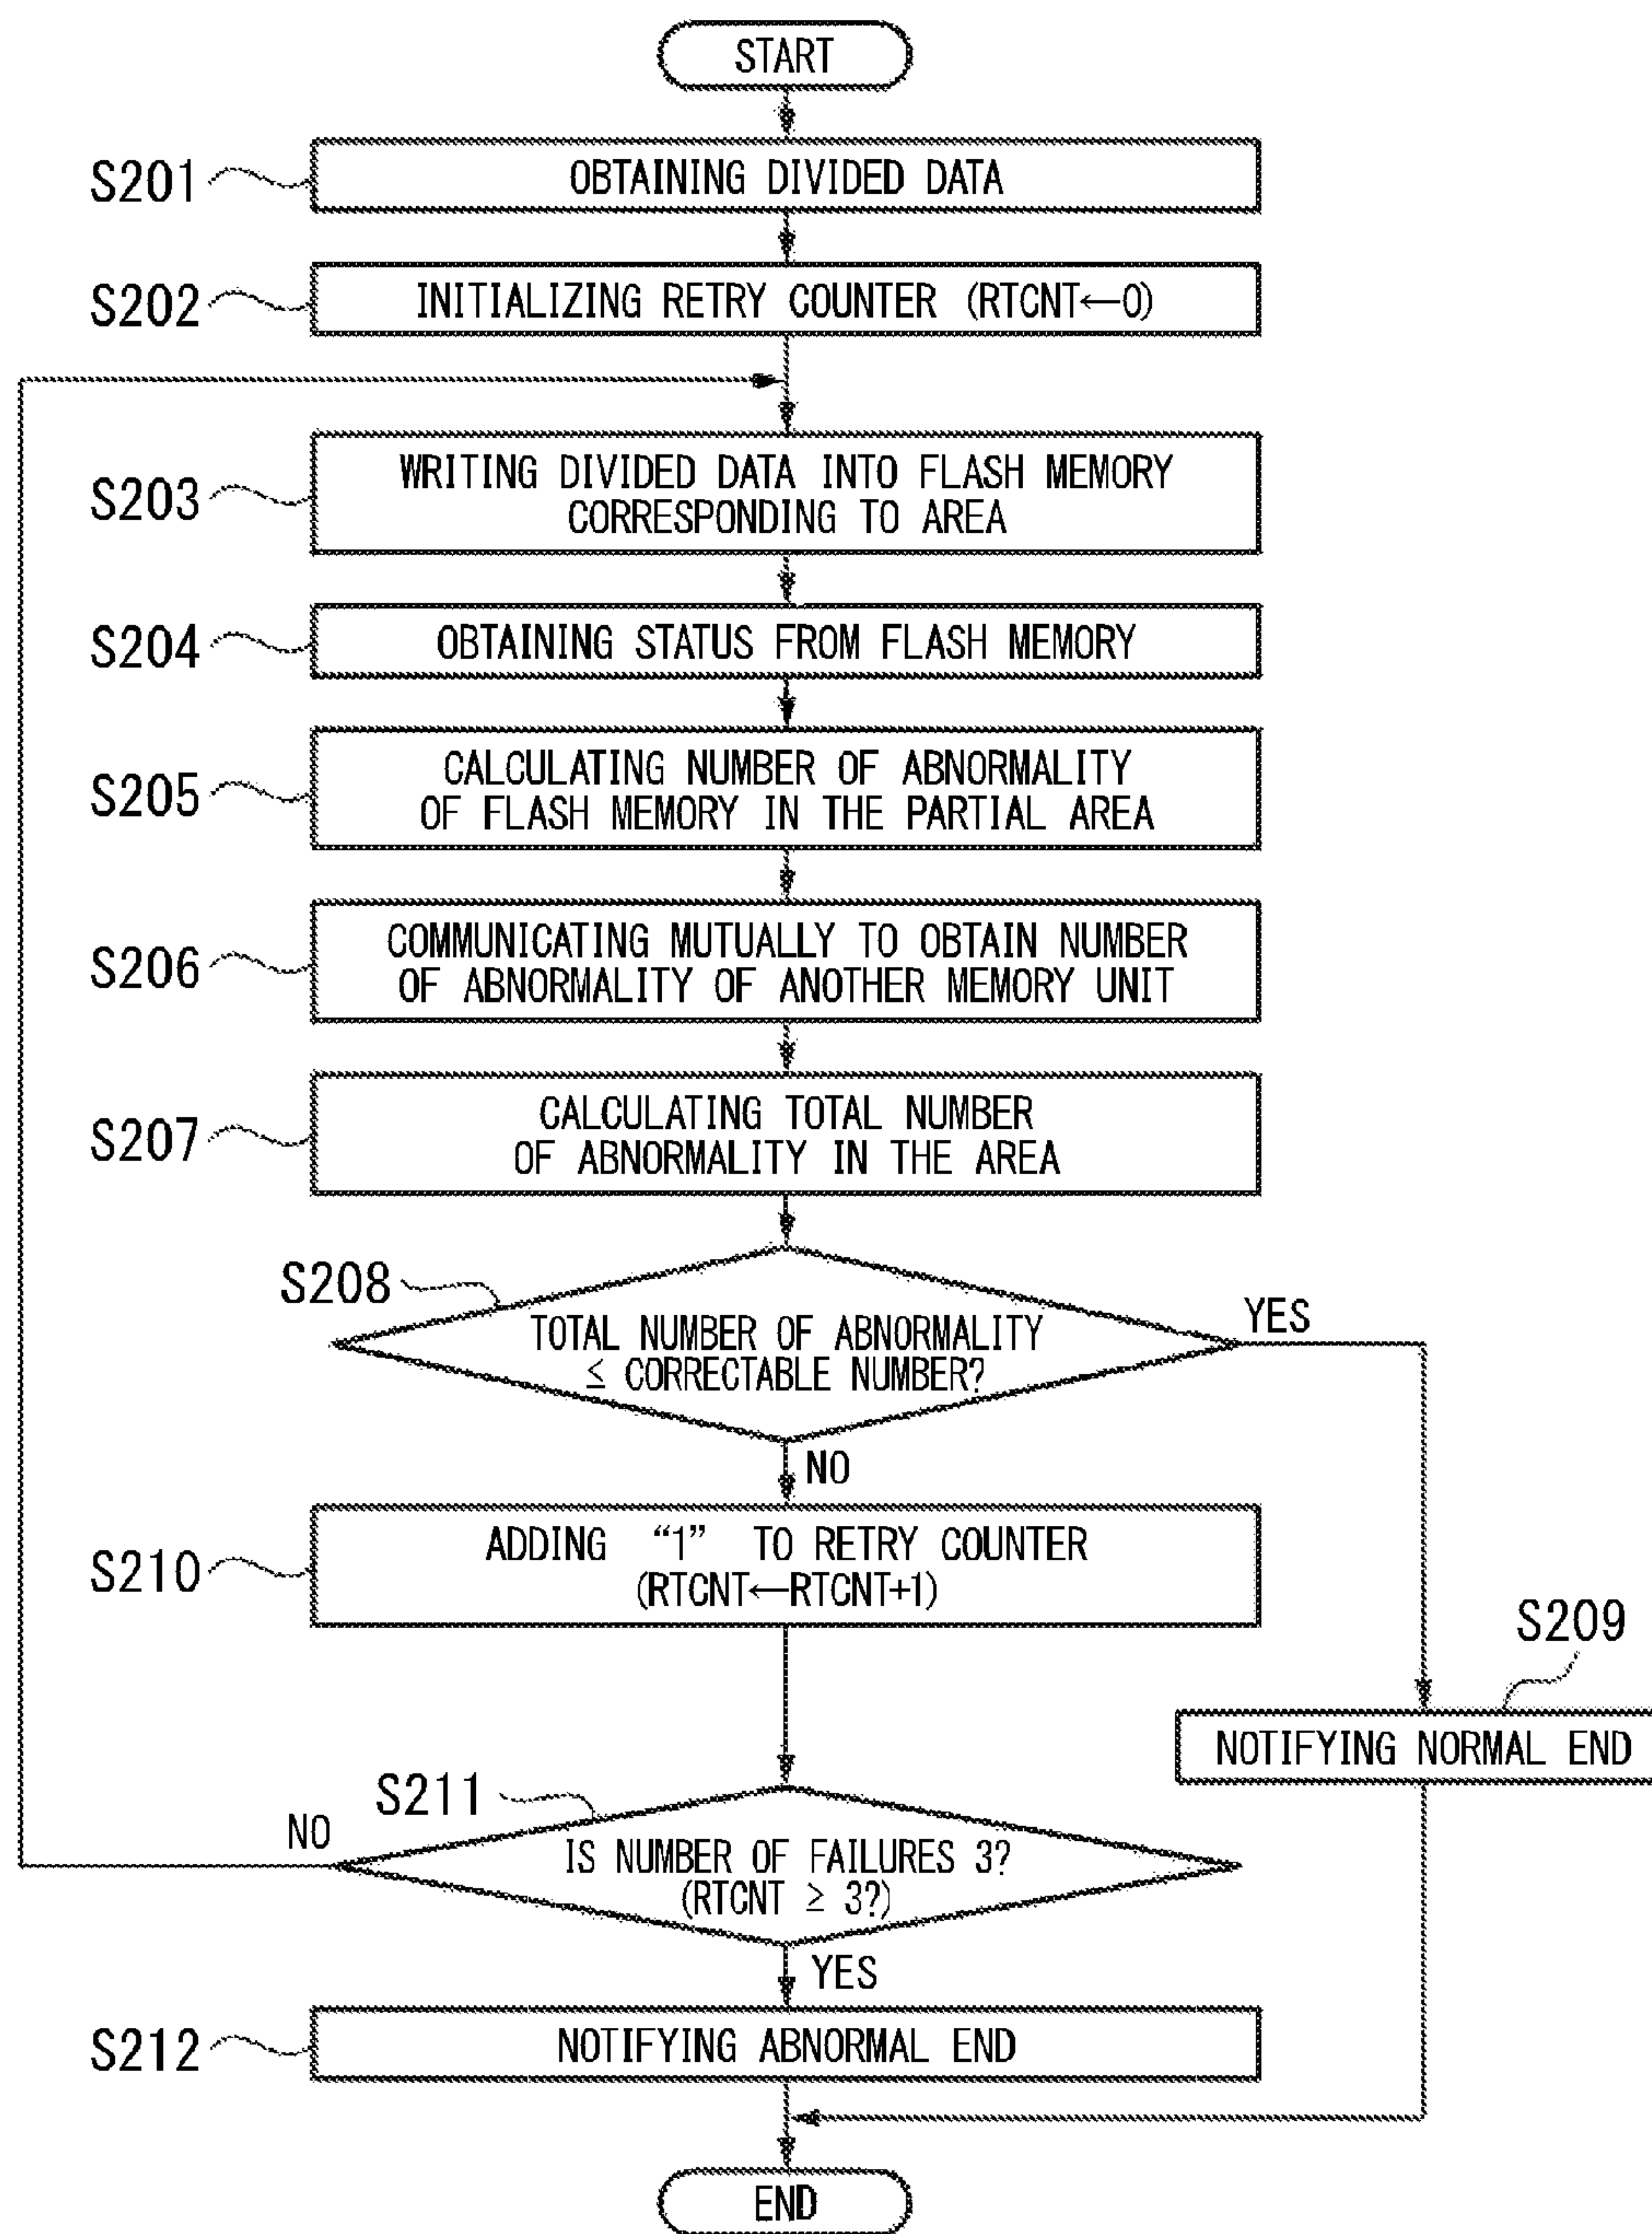 START
S201
OBTAINING DIVIDED DATA
S202
INITIALIZING RETRY COUNTER (RTCNT←0)
S203
WRITING DIVIDED DATA INTO FLASH MEMORY
CORRESPONDING TO AREA
S204
OBTAINING STATUS FROM FLASH MEMORY
S205
CALCULATING NUMBER OF ABNORMALITY
OF FLASH MEMORY IN THE PARTIAL AREA
S206
COMMUNICATING MUTUALLY TO OBTAIN NUMBER
OF ABNORMALITY OF ANOTHER MEMORY UNIT
S207
CALCULATING TOTAL NUMBER
OF ABNORMALITY IN THE AREA
S208
TOTAL NUMBER OF ABNORMALITY
≤ CORRECTABLE NUMBER?
YES
NO
S210
ADDING “1” TO RETRY COUNTER
(RTCNT←RTCNT+1)
S209
NOTIFYING NORMAL END
S211
NO
IS NUMBER OF FAILURES 3?
(RTCNT ≥ 3?)
YES
S212
NOTIFYING ABNORMAL END
END